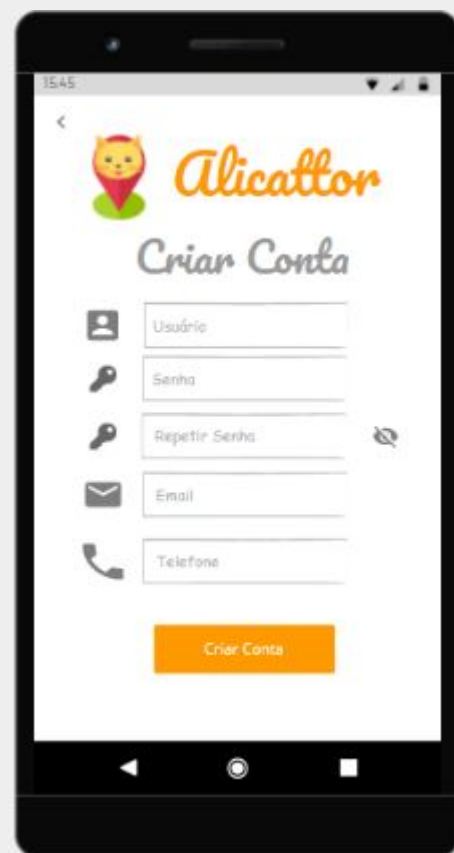 15:45
Alicattor
Criar Conta
Usuário
Senha
Repetir Senha
Email
Telefone
Criar Conta